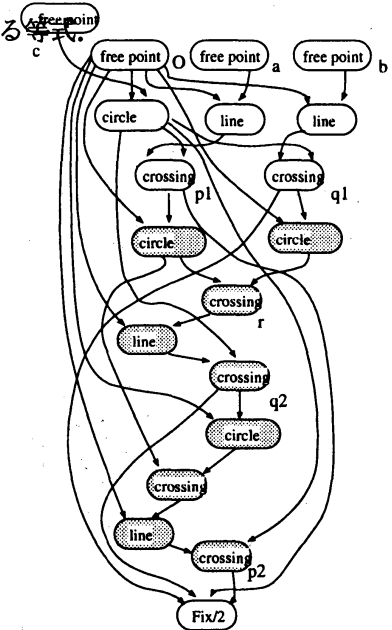 free point
る等式.
c
free point
O
free point
a
free point
b
circle
line
line
crossing
p1
crossing
q1
circle
circle
crossing
r
line
crossing
q2
circle
crossing
line
crossing
p2
Fix/2